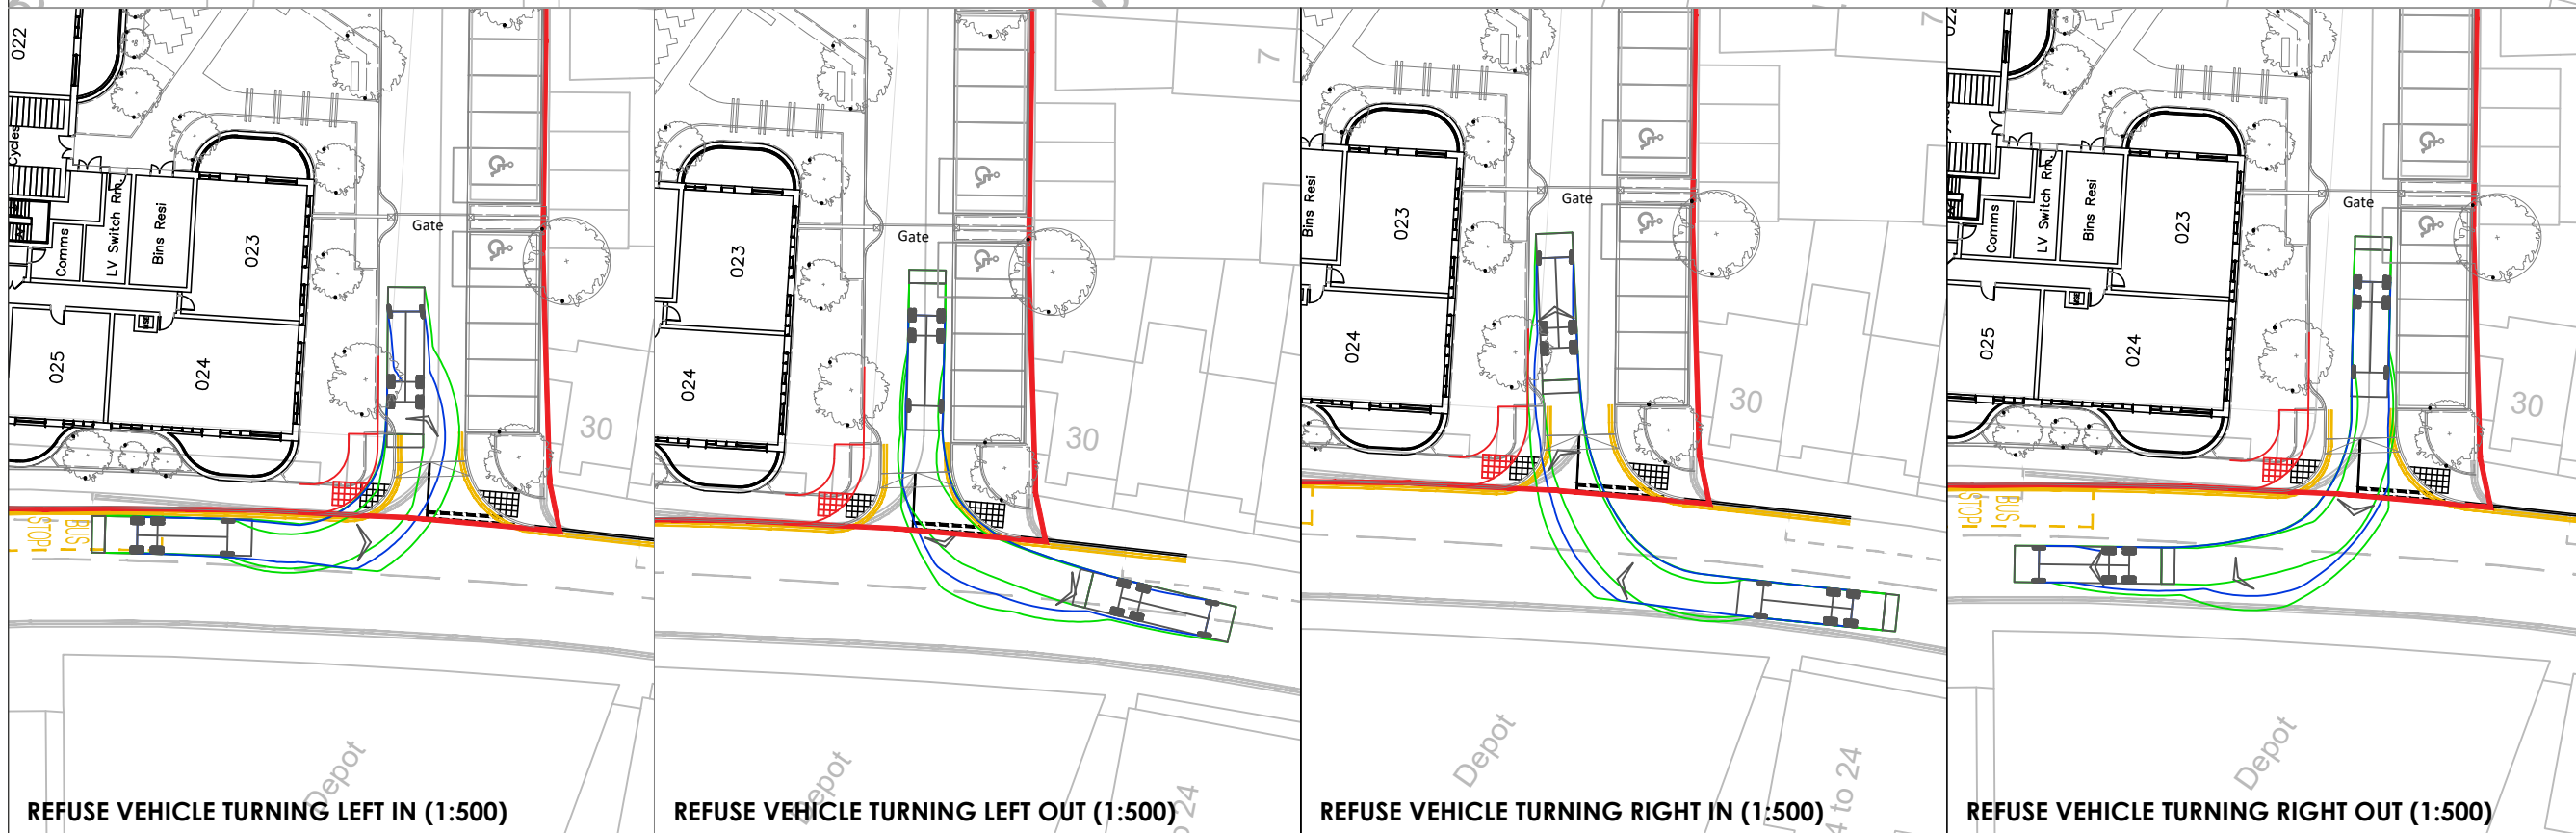 022
Cycles
Comms
LV Switch Rm.
Bins Resi
023
Gate
025
024
30
BUS
STOP
Depot
REFUSE VEHICLE TURNING LEFT IN (1:500)
7
023
Gate
024
30
Depot
24
REFUSE VEHICLE TURNING LEFT OUT (1:500)
7
Bins Resi
023
Gate
024
30
Depot
to 24
REFUSE VEHICLE TURNING RIGHT IN (1:500)
022
Cycles
Comms
LV Switch Rm.
Bins Resi
023
Gate
025
024
30
BUS
STOP
Depot
REFUSE VEHICLE TURNING RIGHT OUT (1:500)